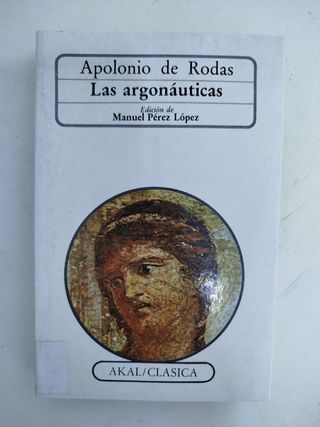 Apolonio de Rodas
Las argonáuticas
Edición de
Manuel Pérez López
AKAL/CLASICA